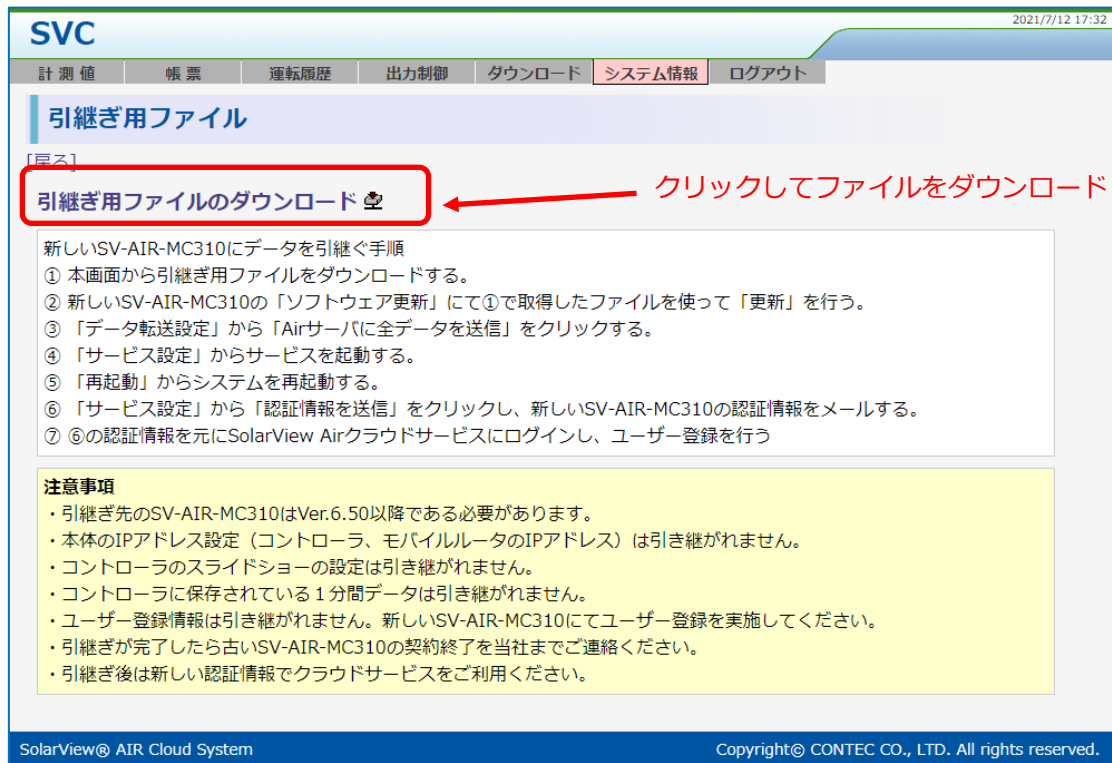 2021/7/12 17:32
SVC
計 測 値 帳 票 運転履歴 出力制御 ダウンロード システム情報 ログアウト
引継ぎ用ファイル
[戻る]
引継ぎ用ファイルのダウンロード
クリックしてファイルをダウンロード
新しいSV-AIR-MC310にデータを引継ぐ手順
① 本画面から引継ぎ用ファイルをダウンロードする。
② 新しいSV-AIR-MC310の「ソフトウェア更新」にて①で取得したファイルを使って「更新」を行う。
③ 「データ転送設定」から「Airサーバに全データを送信」をクリックする。
④ 「サービス設定」からサービスを起動する。
⑤ 「再起動」からシステムを再起動する。
⑥ 「サービス設定」から「認証情報を送信」をクリックし、新しいSV-AIR-MC310の認証情報をメールする。
⑦ ⑥の認証情報を元にSolarView Airクラウドサービスにログインし、ユーザー登録を行う
注意事項
・引継ぎ先のSV-AIR-MC310はVer.6.50以降である必要があります。
・本体のIPアドレス設定（コントローラ、モバイルルータのIPアドレス）は引き継がれません。
・コントローラのスライドショーの設定は引き継がれません。
・コントローラに保存されている１分間データは引き継がれません。
・ユーザー登録情報は引き継がれません。新しいSV-AIR-MC310にてユーザー登録を実施してください。
・引継ぎが完了したら古いSV-AIR-MC310の契約終了を当社までご連絡ください。
・引継ぎ後は新しい認証情報でクラウドサービスをご利用ください。
SolarView® AIR Cloud System Copyright© CONTEC CO., LTD. All rights reserved.